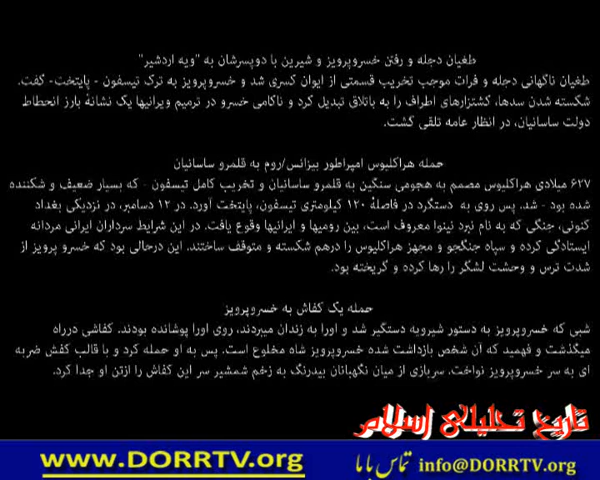 طغیان دجله و رفتن خسروپرویز و شیرین با دوپسرشان به "ویه اردشیر"
طغیان ناگهانی دجله و فرات موجب تخریب قسمتی از ایوان کسری شد و خسروپرویز به ترک تیسفون - پایتخت- گفت.
شکسته شدن سدها، کشتزارهای اطراف را به باتلاق تبدیل کرد و ناکامی خسرو در ترمیم ویرانیها یک نشانهٔ بارز انحطاط
دولت ساسانیان، در انظار عامه تلقی گشت.
حمله هراکلیوس امپراطور بیزانس/روم به قلمرو ساسانیان
۶۲۷ میلادی هراکلیوس مصمم به هجومی سنگین به قلمرو ساسانیان و تخریب کامل تیسفون - که بسیار ضعیف و شکننده
شده بود - شد. پس روی به دستگرد در فاصلهٔ ۱۲۰ کیلومتری تیسفون، پایتخت آورد. در ۱۲ دسامبر، در نزدیکی بغداد
کنونی، جنگی که به نام نبرد نینوا معروف است، بین رومیها و ایرانیها وقوع یافت. در این شرایط سرداران ایرانی مردانه
ایستادگی کرده و سپاه جنگجو و مجهز هراکلیوس را درهم شکسته و متوقف ساختند. این درحالی بود که خسرو پرویز از
شدت ترس و وحشت لشگر را رها کرده و گریخته بود.
حمله یک کفاش به خسروپرویز
شبی که خسروپرویز به دستور شیرویه دستگیر شد و اورا به زندان میبردند، روی اورا پوشانده بودند. کفاشی درراه
میگذشت و فهمید که آن شخص بازداشت شده خسروپرویز شاه مخلوع است. پس به او حمله کرد و با قالب کفش ضربه
ای به سر خسروپرویز نواخت. سربازی از میان نگهبانان بیدرنگ به زخم شمشیر سر این کفاش را ازتن او جدا کرد.
تاریخ تحلیلی اسلام
www.DORRTV.org
تماس با ما info@DORRTV.org